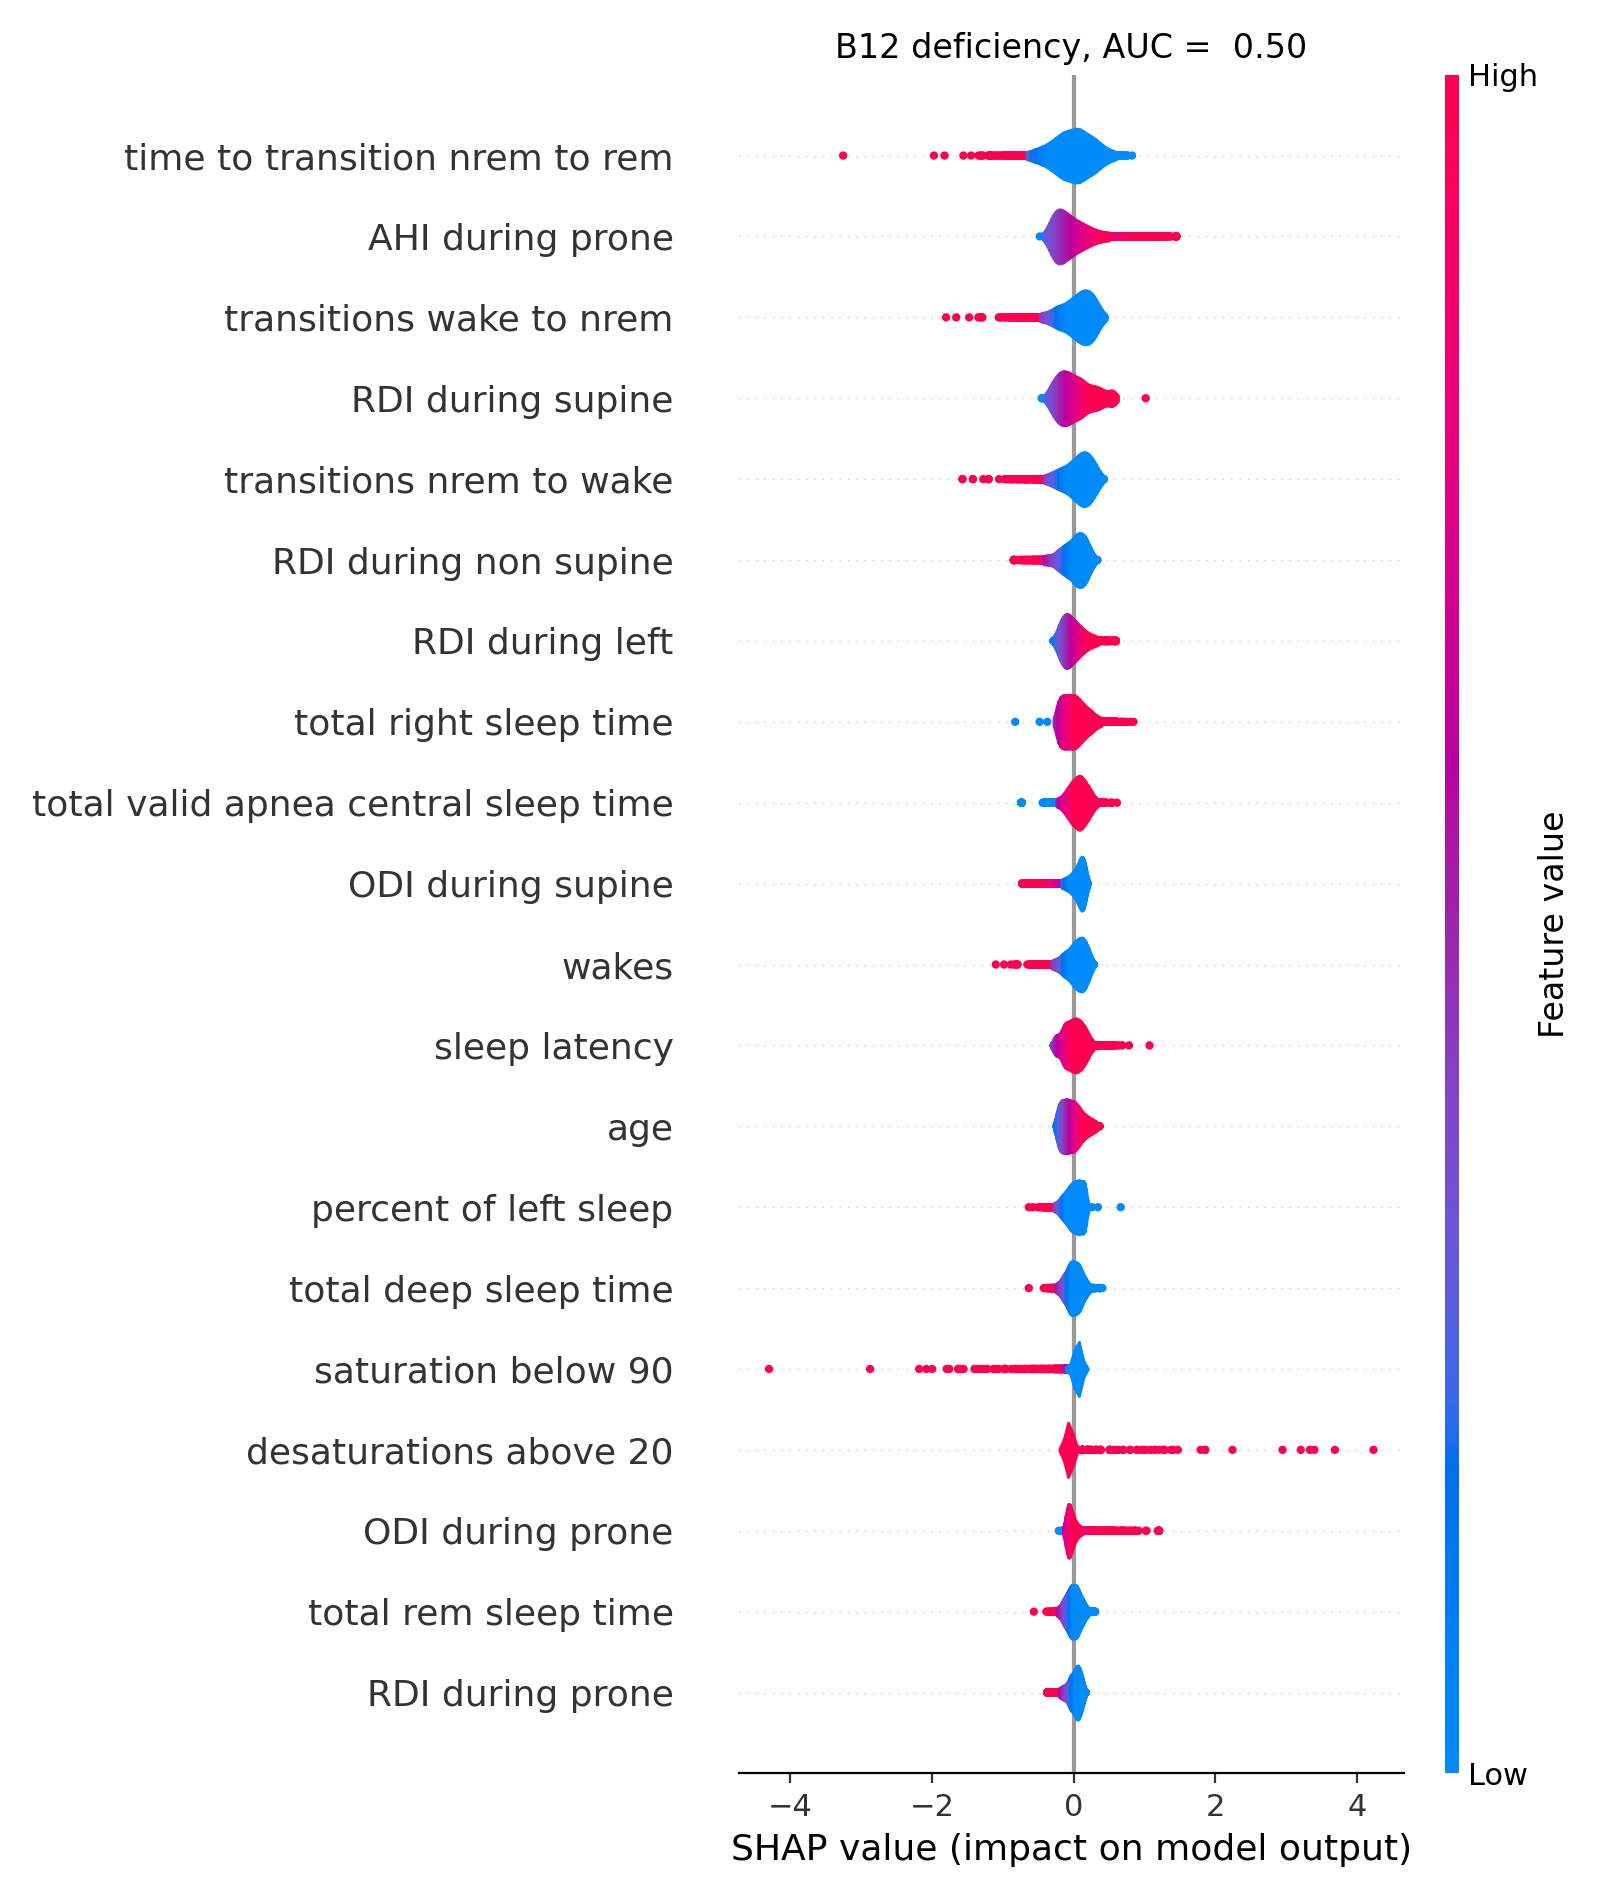 B12 deficiency, AUC =  0.50
High
time to transition nrem to rem
AHI during prone
transitions wake to nrem
RDI during supine
transitions nrem to wake
RDI during non supine
RDI during left
total right sleep time
total valid apnea central sleep time
ODI during supine
wakes
sleep latency
age
percent of left sleep
total deep sleep time
saturation below 90
desaturations above 20
ODI during prone
total rem sleep time
RDI during prone
Feature value
Low
−4 −2 0 2 4
SHAP value (impact on model output)